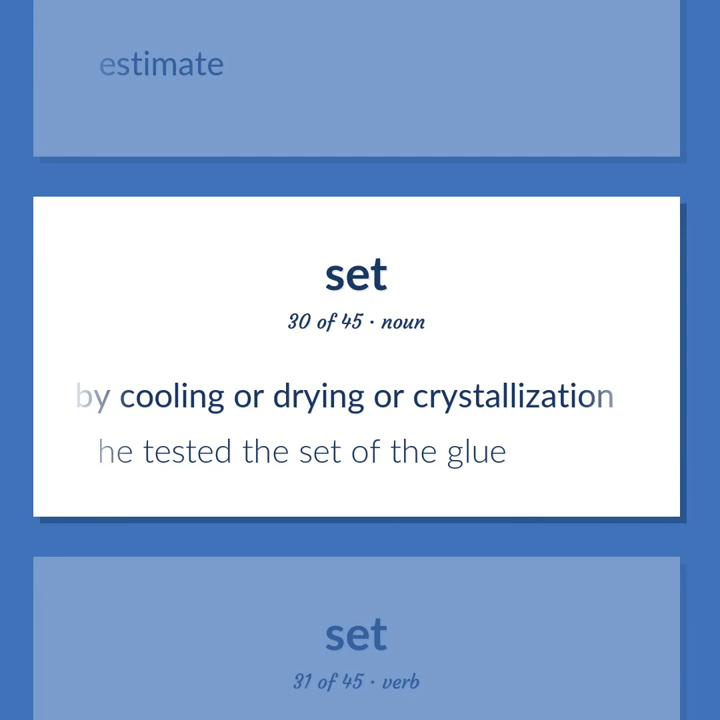 estimate
set
30 of 45 · noun
by cooling or drying or crystallization
he tested the set of the glue
set
31 of 45 · verb